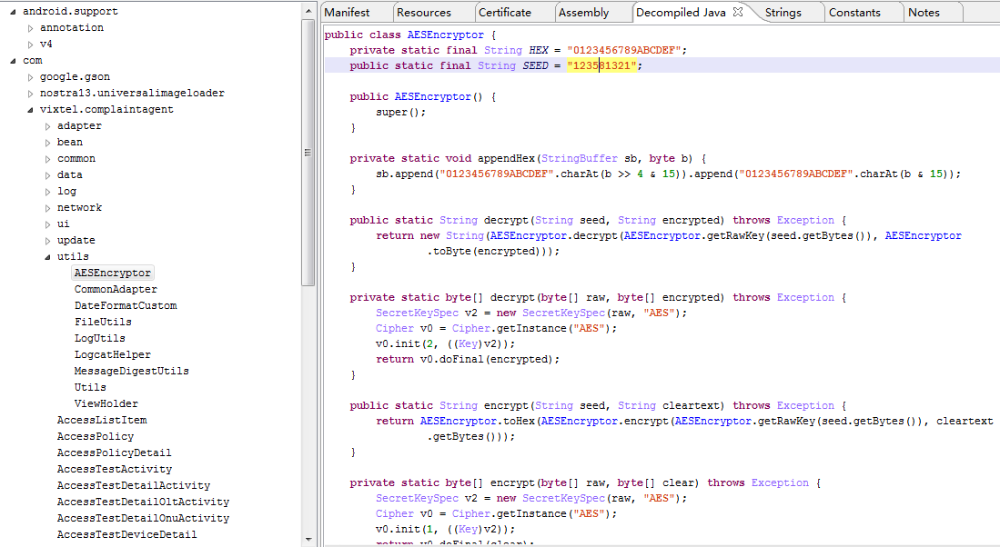 android.support
annotation
v4
com
google.gson
nostra13.universalimageloader
vixtel.complaintagent
adapter
bean
common
data
log
network
ui
update
utils
AESEncryptor
CommonAdapter
DateFormatCustom
FileUtils
LogUtils
LogcatHelper
MessageDigestUtils
Utils
ViewHolder
AccessListItem
AccessPolicy
AccessPolicyDetail
AccessTestActivity
AccessTestDetailActivity
AccessTestDetailOltActivity
AccessTestDetailOnuActivity
AccessTestDeviceDetail
Manifest Resources Certificate Assembly Decompiled Java Strings Constants Notes
public class AESEncryptor {
private static final String HEX = "0123456789ABCDEF";
public static final String SEED = "123581321";
public AESEncryptor() {
super();
}
private static void appendHex(StringBuffer sb, byte b) {
sb.append("0123456789ABCDEF".charAt(b >> 4 & 15)).append("0123456789ABCDEF".charAt(b & 15));
}
public static String decrypt(String seed, String encrypted) throws Exception {
return new String(AESEncryptor.decrypt(AESEncryptor.getRawKey(seed.getBytes()), AESEncryptor
.toByte(encrypted)));
}
private static byte[] decrypt(byte[] raw, byte[] encrypted) throws Exception {
SecretKeySpec v2 = new SecretKeySpec(raw, "AES");
Cipher v0 = Cipher.getInstance("AES");
v0.init(2, ((Key)v2));
return v0.doFinal(encrypted);
}
public static String encrypt(String seed, String cleartext) throws Exception {
return AESEncryptor.toHex(AESEncryptor.encrypt(AESEncryptor.getRawKey(seed.getBytes()), cleartext
.getBytes()));
}
private static byte[] encrypt(byte[] raw, byte[] clear) throws Exception {
SecretKeySpec v2 = new SecretKeySpec(raw, "AES");
Cipher v0 = Cipher.getInstance("AES");
v0.init(1, ((Key)v2));
return v0.doFinal(clear);